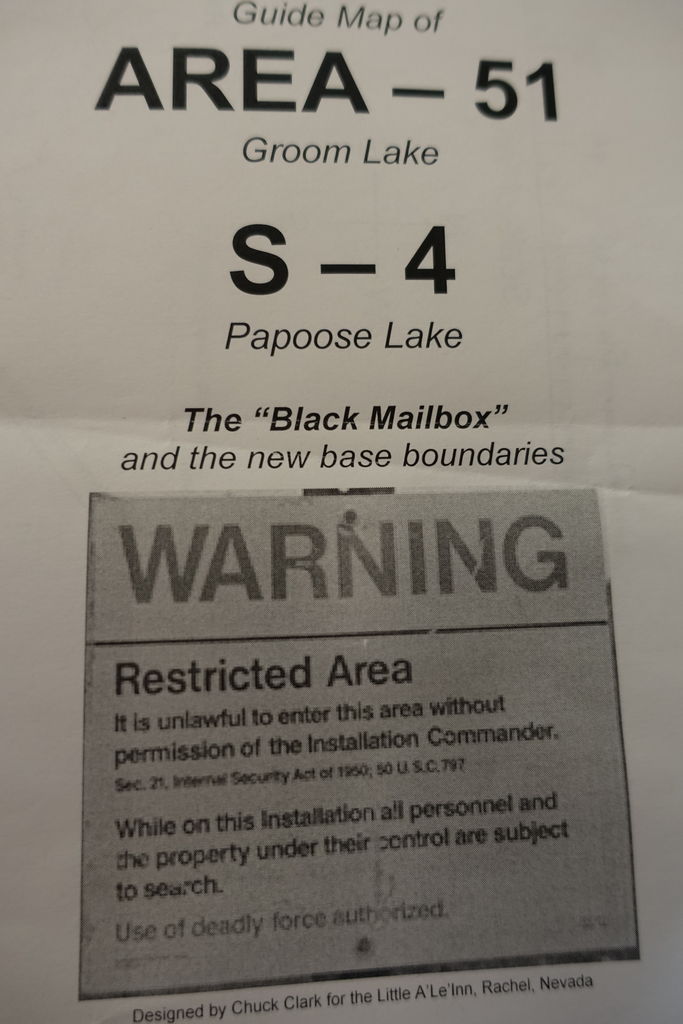 Guide Map of
AREA – 51
Groom Lake
S – 4
Papoose Lake
The “Black Mailbox”
and the new base boundaries
WARNING
Restricted Area
It is unlawful to enter this area without
permission of the Installation Commander.
Sec. 21, Internal Security Act of 1950; 50 U.S.C. 797
While on this Installation all personnel and
the property under their control are subject
to search.
Use of deadly force authorized.
Designed by Chuck Clark for the Little A'Le'Inn, Rachel, Nevada